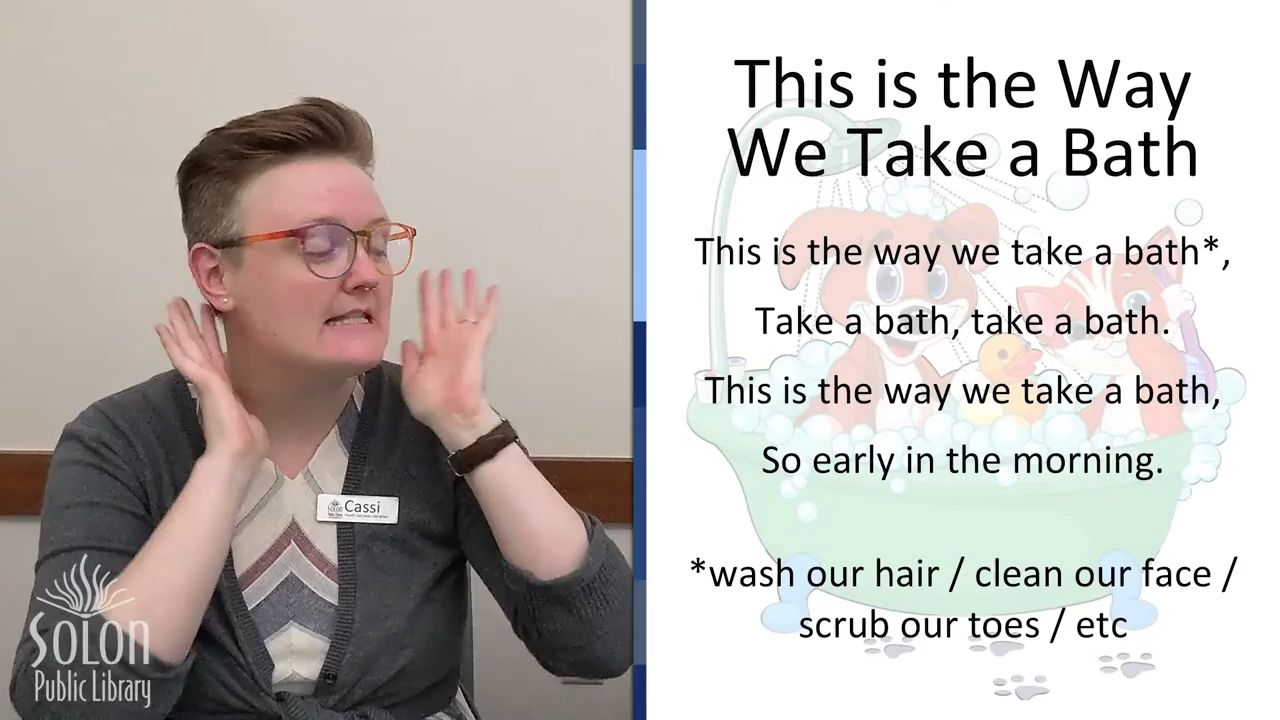 This is the Way
We Take a Bath
This is the way we take a bath*,
Take a bath, take a bath.
This is the way we take a bath,
So early in the morning.
*wash our hair / clean our face /
scrub our toes / etc
SOLON
Cassi
SOLON
Public Library